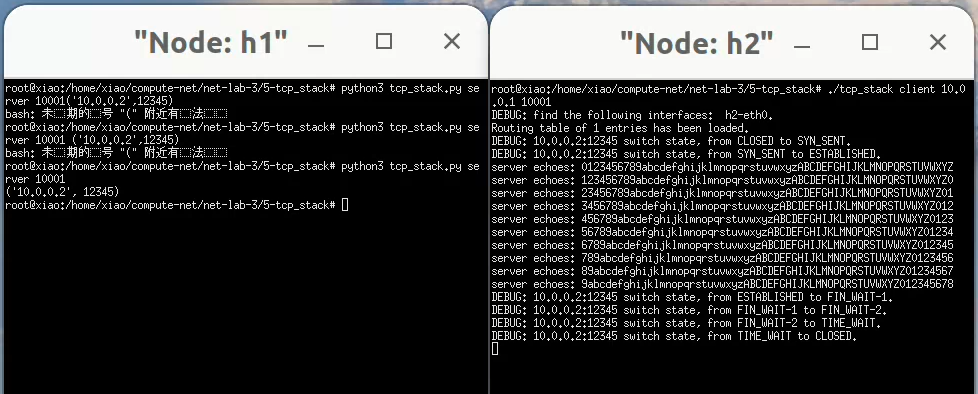 "Node: h1"
root@xiao:/home/xiao/compute-net/net-lab-3/5-tcp_stack# python3 tcp_stack.py se
rver 10001('10.0.0.2',12345)
bash: 未 期的 号 "(" 附近有 法
root@xiao:/home/xiao/compute-net/net-lab-3/5-tcp_stack# python3 tcp_stack.py se
rver 10001 ('10.0.0.2',12345)
bash: 未 期的 号 "(" 附近有 法
root@xiao:/home/xiao/compute-net/net-lab-3/5-tcp_stack# python3 tcp_stack.py se
rver 10001
('10.0.0.2', 12345)
root@xiao:/home/xiao/compute-net/net-lab-3/5-tcp_stack#
"Node: h2"
root@xiao:/home/xiao/compute-net/net-lab-3/5-tcp_stack# ./tcp_stack client 10.0
.0.1 10001
DEBUG: find the following interfaces:  h2-eth0.
Routing table of 1 entries has been loaded.
DEBUG: 10.0.0.2:12345 switch state, from CLOSED to SYN_SENT.
DEBUG: 10.0.0.2:12345 switch state, from SYN_SENT to ESTABLISHED.
server echoes: 0123456789abcdefghijklmnopqrstuvwxyzABCDEFGHIJKLMNOPQRSTUVWXYZ
server echoes: 123456789abcdefghijklmnopqrstuvwxyzABCDEFGHIJKLMNOPQRSTUVWXYZ0
server echoes: 23456789abcdefghijklmnopqrstuvwxyzABCDEFGHIJKLMNOPQRSTUVWXYZ01
server echoes: 3456789abcdefghijklmnopqrstuvwxyzABCDEFGHIJKLMNOPQRSTUVWXYZ012
server echoes: 456789abcdefghijklmnopqrstuvwxyzABCDEFGHIJKLMNOPQRSTUVWXYZ0123
server echoes: 56789abcdefghijklmnopqrstuvwxyzABCDEFGHIJKLMNOPQRSTUVWXYZ01234
server echoes: 6789abcdefghijklmnopqrstuvwxyzABCDEFGHIJKLMNOPQRSTUVWXYZ012345
server echoes: 789abcdefghijklmnopqrstuvwxyzABCDEFGHIJKLMNOPQRSTUVWXYZ0123456
server echoes: 89abcdefghijklmnopqrstuvwxyzABCDEFGHIJKLMNOPQRSTUVWXYZ01234567
server echoes: 9abcdefghijklmnopqrstuvwxyzABCDEFGHIJKLMNOPQRSTUVWXYZ012345678
DEBUG: 10.0.0.2:12345 switch state, from ESTABLISHED to FIN_WAIT-1.
DEBUG: 10.0.0.2:12345 switch state, from FIN_WAIT-1 to FIN_WAIT-2.
DEBUG: 10.0.0.2:12345 switch state, from FIN_WAIT-2 to TIME_WAIT.
DEBUG: 10.0.0.2:12345 switch state, from TIME_WAIT to CLOSED.